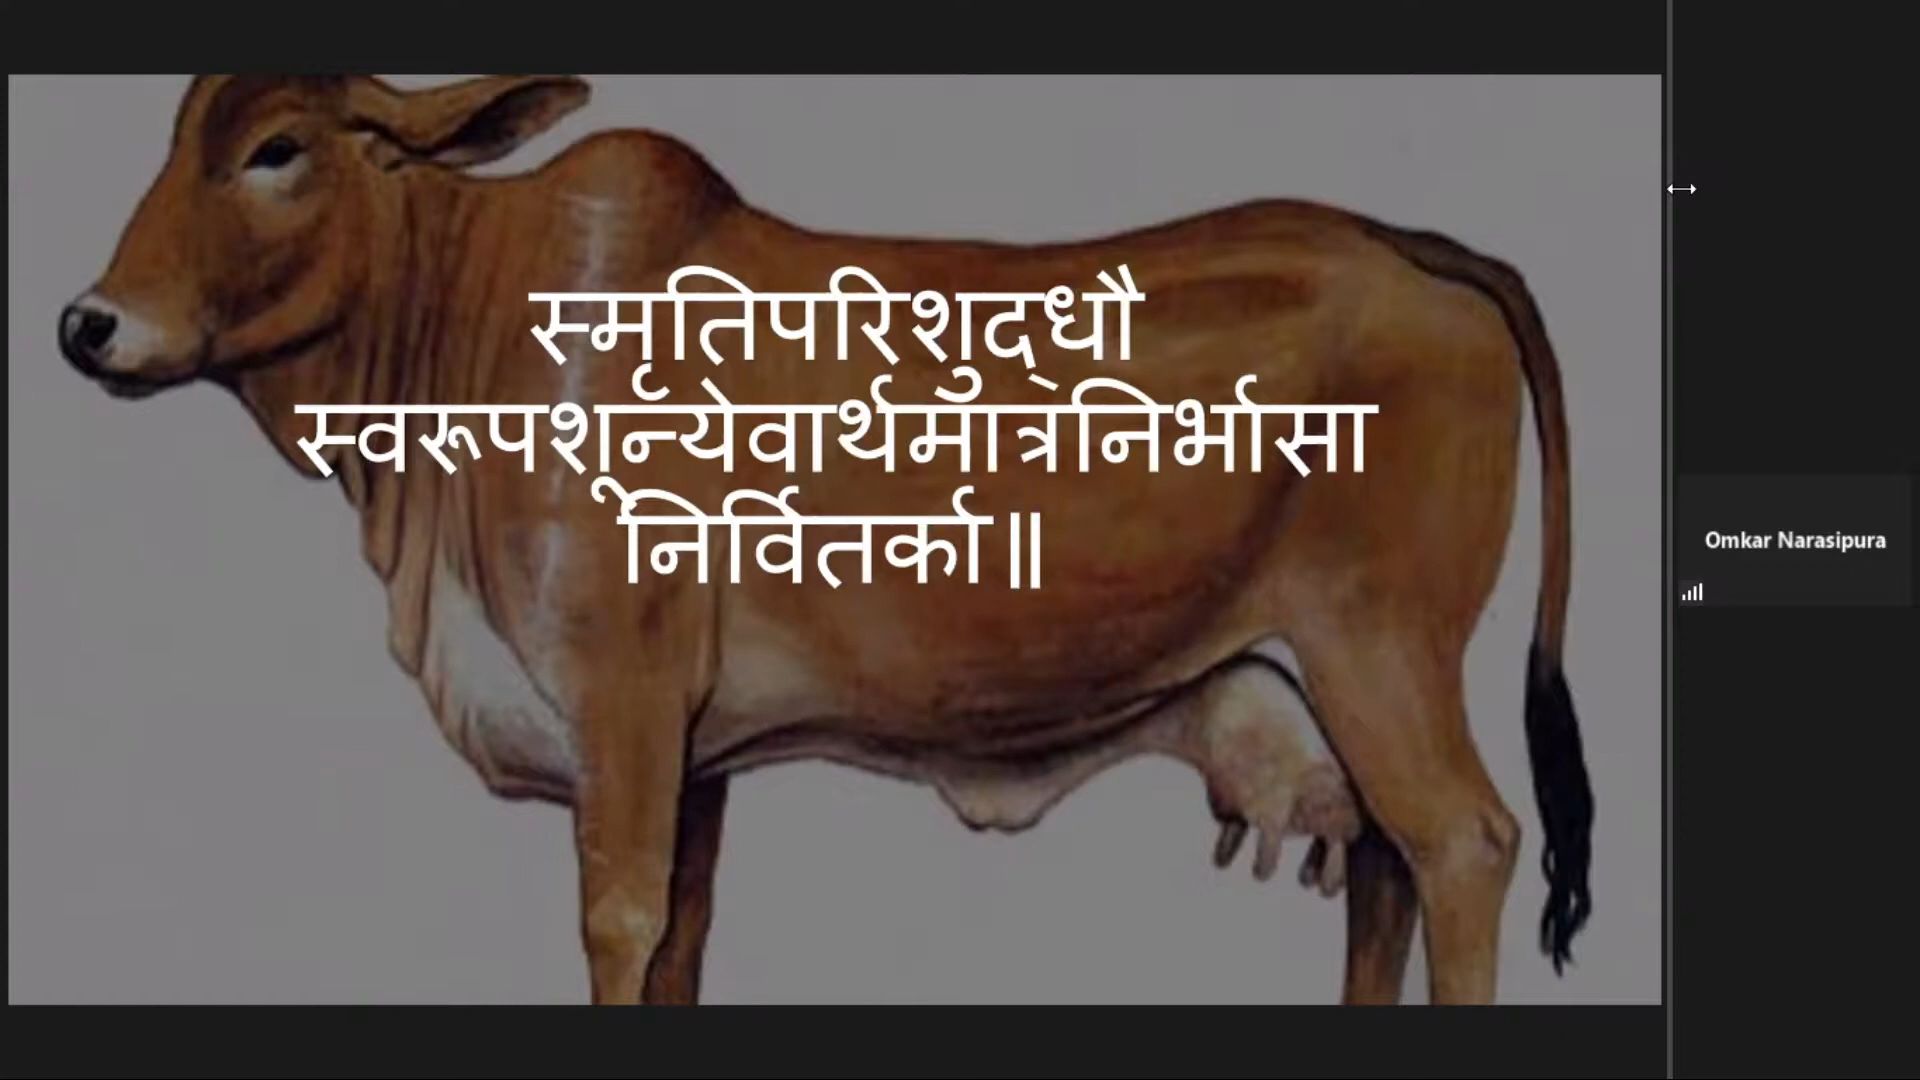 स्मृतिपरिशुद्धौ
स्वरूपशून्येवार्थमात्रनिर्भासा
निर्वितर्का॥
Omkar Narasipura